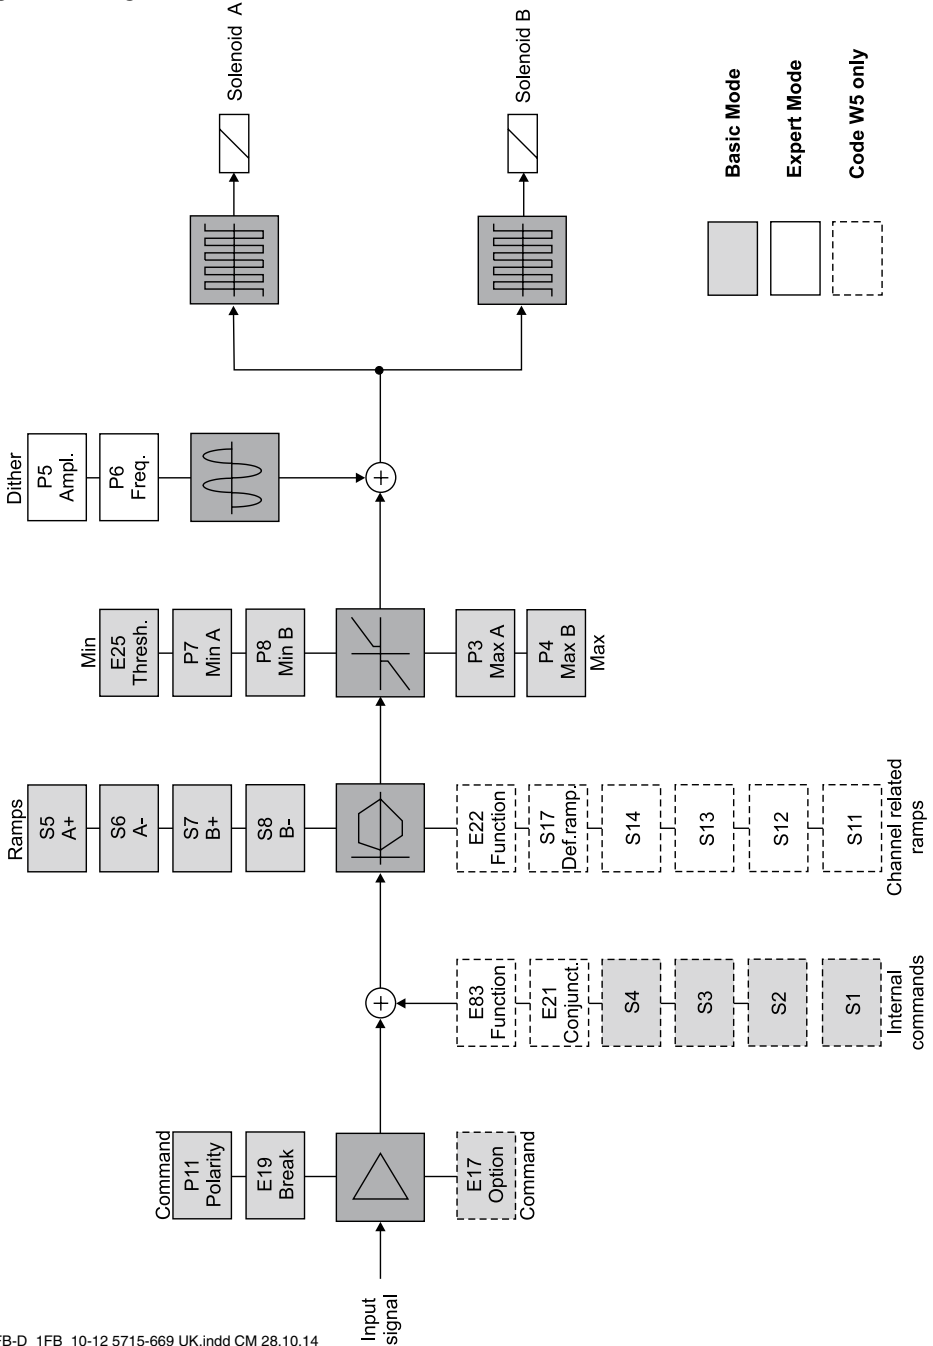 Input
signal
Command
P11
Polarity
E19
Break
E17
Option
Command
E83
Function
E21
Conjunct.
S4
S3
S2
S1
Internal
commands
Ramps
S5
A+
S6
A-
S7
B+
S8
B-
E22
Function
S17
Def.ramp.
S14
S13
S12
S11
Channel related
ramps
Min
E25
Thresh.
P7
Min A
P8
Min B
P3
Max A
P4
Max B
Max
Dither
P5
Ampl.
P6
Freq.
+
+
Solenoid A
Solenoid B
Basic Mode
Expert Mode
Code W5 only
FB-D_1FB_10-12 5715-669 UK.indd CM 28.10.14